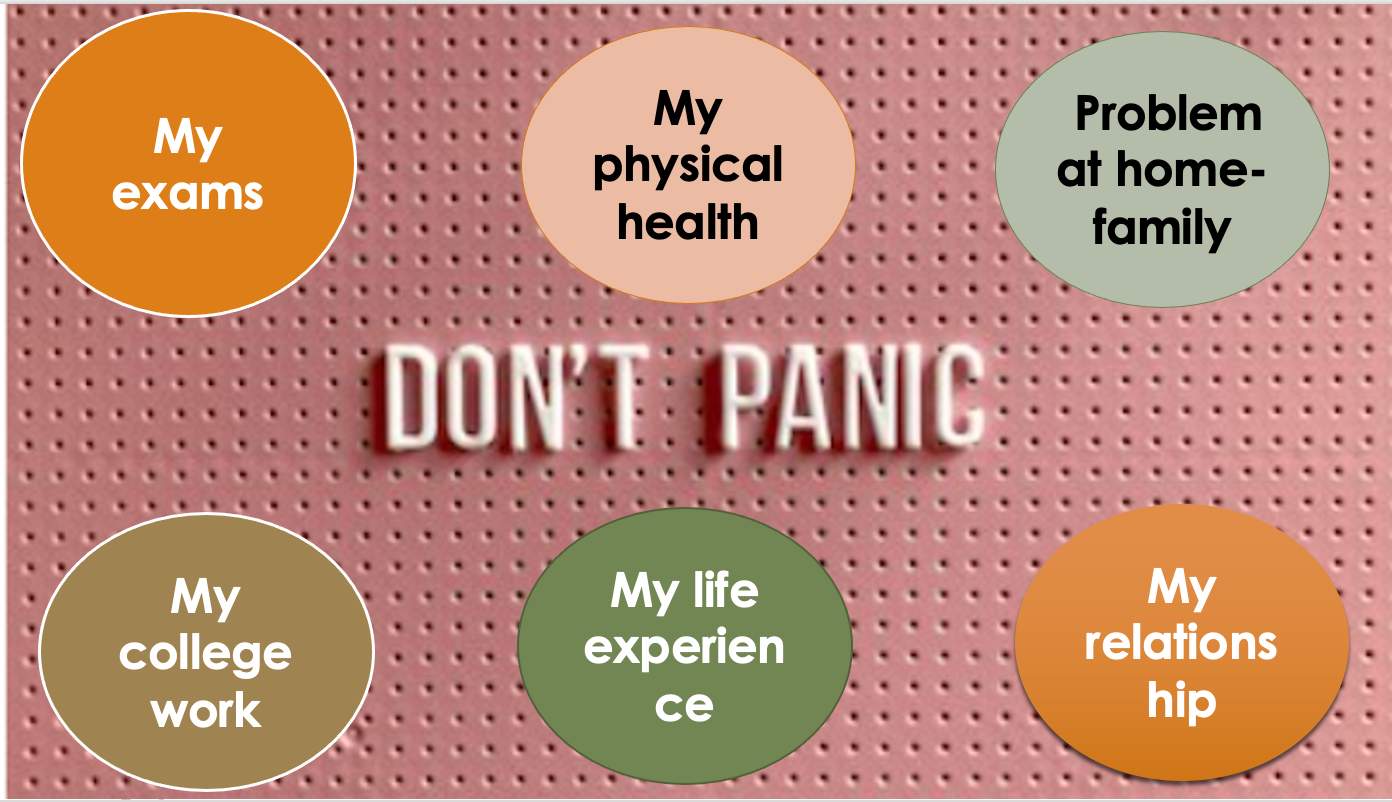 My
exams
My
physical
health
Problem
at home-
family
DON'T PANIC
My
college
work
My life
experien
ce
My
relations
hip